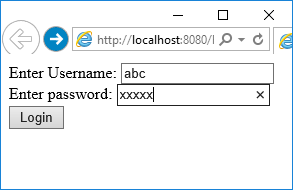 http://localhost:8080/
Enter Username: abc
Enter password: xxxxx
Login